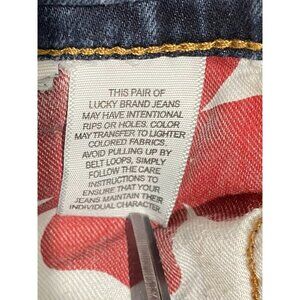 THIS PAIR OF
LUCKY BRAND JEANS
MAY HAVE INTENTIONAL
RIPS OR HOLES. COLOR
MAY TRANSFER TO LIGHTER
COLORED FABRICS.
AVOID PULLING UP BY
BELT LOOPS, SIMPLY
FOLLOW THE CARE
INSTRUCTIONS TO
ENSURE THAT YOUR
JEANS MAINTAIN THEIR
INDIVIDUAL CHARACTER